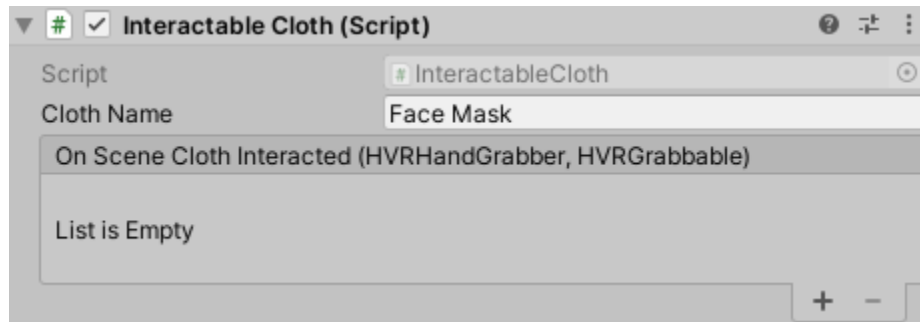 Interactable Cloth (Script)
Script InteractableCloth
Cloth Name Face Mask
On Scene Cloth Interacted (HVRHandGrabber, HVRGrabbable)
List is Empty